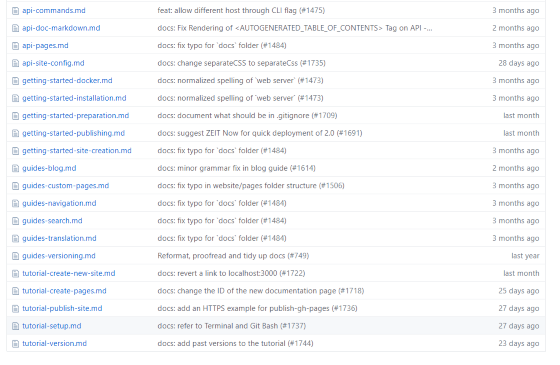 api-commands.md feat: allow different host through CLI flag (#1475) 3 months ago
api-doc-markdown.md docs: Fix Rendering of <AUTOGENERATED_TABLE_OF_CONTENTS> Tag on API -... 2 months ago
api-pages.md docs: fix typo for `docs` folder (#1484) 3 months ago
api-site-config.md docs: change separateCSS to separateCss (#1735) 28 days ago
getting-started-docker.md docs: normalized spelling of `web server` (#1473) 3 months ago
getting-started-installation.md docs: normalized spelling of `web server` (#1473) 3 months ago
getting-started-preparation.md docs: document what should be in .gitignore (#1709) last month
getting-started-publishing.md docs: suggest ZEIT Now for quick deployment of 2.0 (#1691) last month
getting-started-site-creation.md docs: fix typo for `docs` folder (#1484) 3 months ago
guides-blog.md docs: minor grammar fix in blog guide (#1614) 2 months ago
guides-custom-pages.md docs: fix typo in website/pages folder structure (#1506) 3 months ago
guides-navigation.md docs: fix typo for `docs` folder (#1484) 3 months ago
guides-search.md docs: fix typo for `docs` folder (#1484) 3 months ago
guides-translation.md docs: fix typo for `docs` folder (#1484) 3 months ago
guides-versioning.md Reformat, proofread and tidy up docs (#749) last year
tutorial-create-new-site.md docs: revert a link to localhost:3000 (#1722) last month
tutorial-create-pages.md docs: change the ID of the new documentation page (#1718) 25 days ago
tutorial-publish-site.md docs: add an HTTPS example for publish-gh-pages (#1736) 27 days ago
tutorial-setup.md docs: refer to Terminal and Git Bash (#1737) 27 days ago
tutorial-version.md docs: add past versions to the tutorial (#1744) 23 days ago